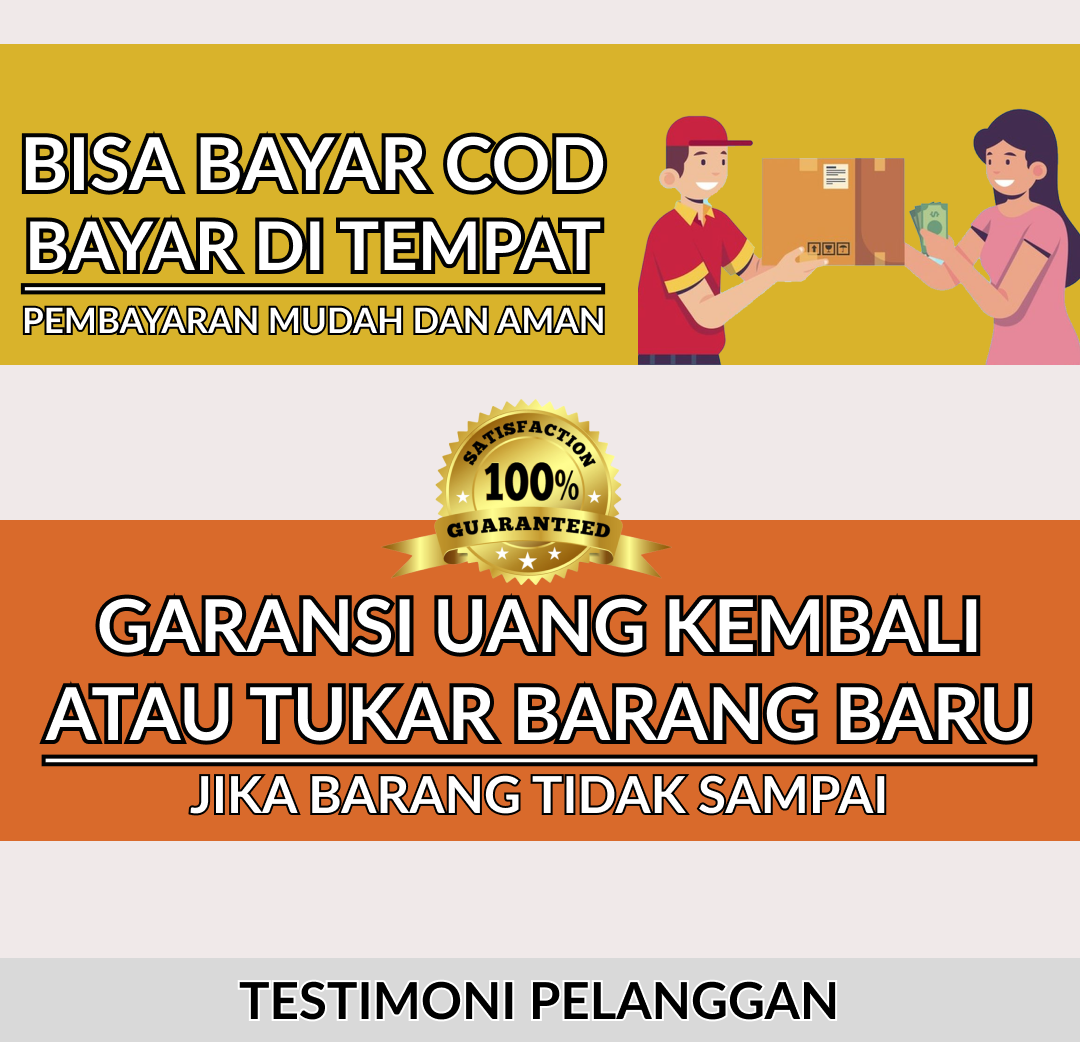 BISA BAYAR COD
BAYAR DI TEMPAT
PEMBAYARAN MUDAH DAN AMAN
SATISFACTION
100%
GUARANTEED
GARANSI UANG KEMBALI
ATAU TUKAR BARANG BARU
JIKA BARANG TIDAK SAMPAI
TESTIMONI PELANGGAN